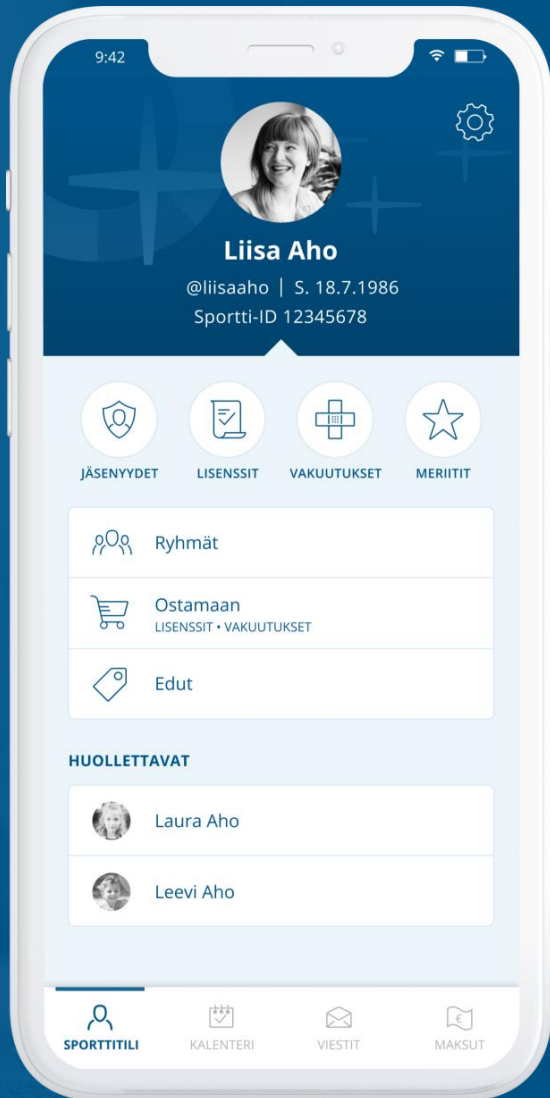 9:42
Liisa Aho
@liisaaho | S. 18.7.1986
Sportti-ID 12345678
JÄSENYYDET LISENSSIT VAKUUTUKSET MERIITIT
Ryhmät
Ostamaan
LISENSSIT • VAKUUTUKSET
Edut
HUOLLETTAVAT
Laura Aho
Leevi Aho
SPORTTITILI KALENTERI VIESTIT MAKSUT